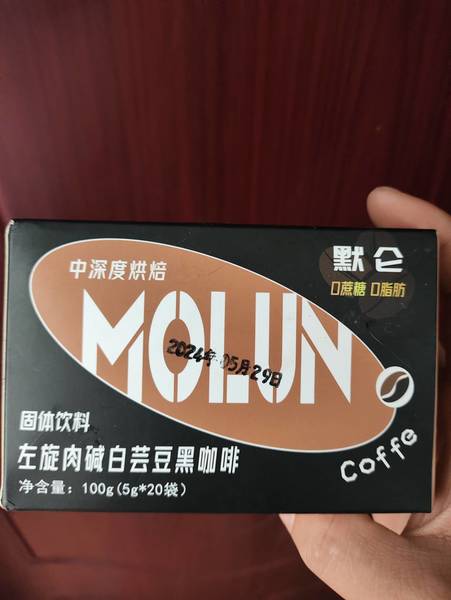 中深度烘焙
默仑
0蔗糖 0脂肪
MOLUN
2024年05月29日
固体饮料
左旋肉碱白芸豆黑咖啡
Coffe
净含量：100g(5g*20袋)